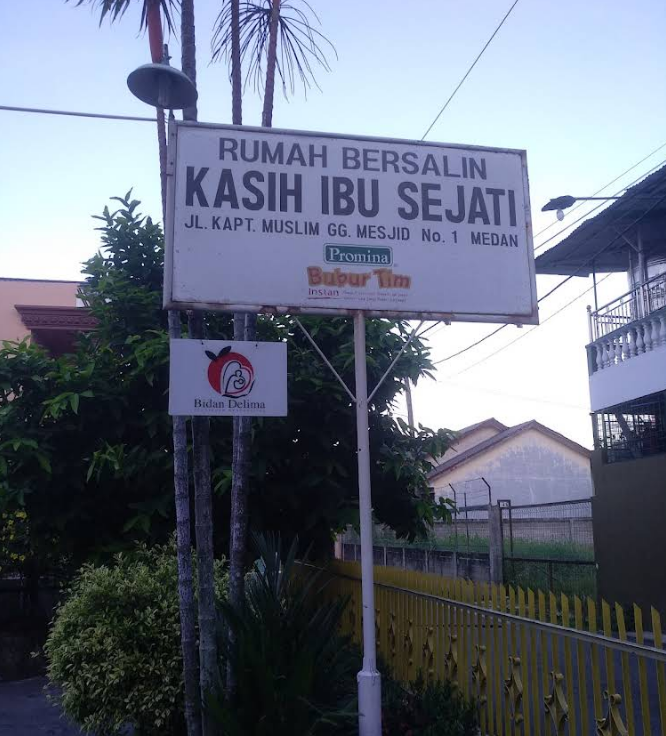 RUMAH BERSALIN
KASIH IBU SEJATI
JL. KAPT. MUSLIM GG. MESJID No. 1 MEDAN
Promina
Bubur Tim
Instan
Bidan Delima